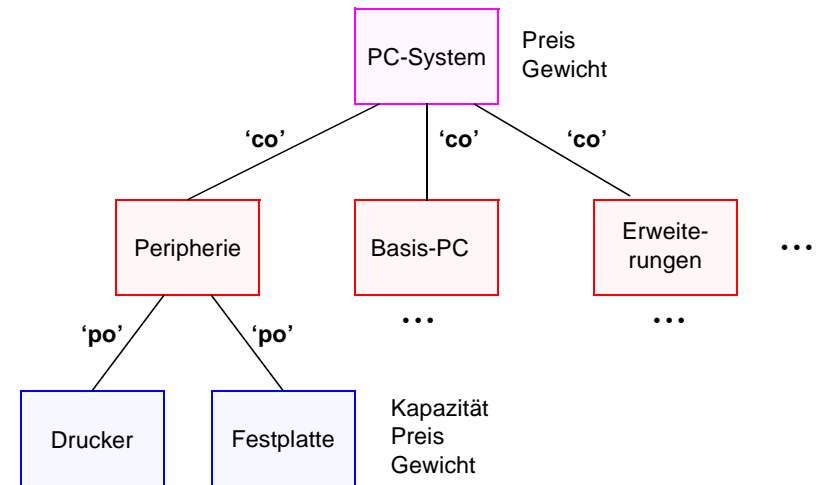 PC-System
Preis
Gewicht
‘co’
‘co’
‘co’
Peripherie
Basis-PC
Erweite-
rungen
...
...
...
‘po’
‘po’
Drucker
Festplatte
Kapazität
Preis
Gewicht